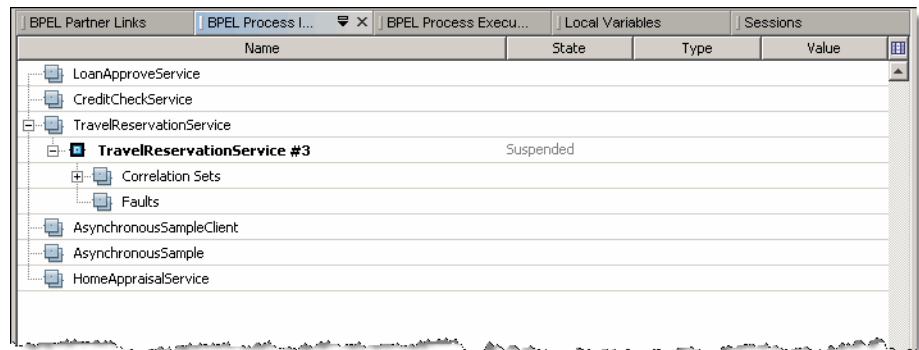 BPEL Partner Links BPEL Process I... BPEL Process Execu... Local Variables Sessions
Name State Type Value
LoanApproveService
CreditCheckService
TravelReservationService
TravelReservationService #3 Suspended
Correlation Sets
Faults
AsynchronousSampleClient
AsynchronousSample
HomeAppraisalService